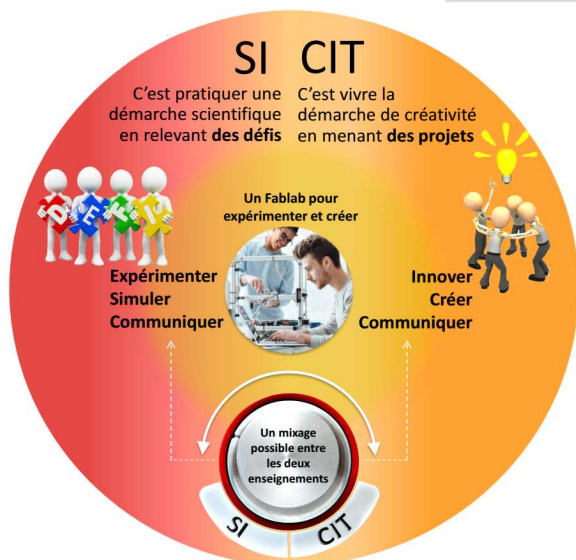 SI CIT
C'est pratiquer une
démarche scientifique
en relevant des défis
C'est vivre la
démarche de créativité
en menant des projets
DEFI
Un Fablab pour
expérimenter et créer
Expérimenter
Simuler
Communiquer
Innover
Créer
Communiquer
Un mixage
possible entre
les deux
enseignements
SI
CIT